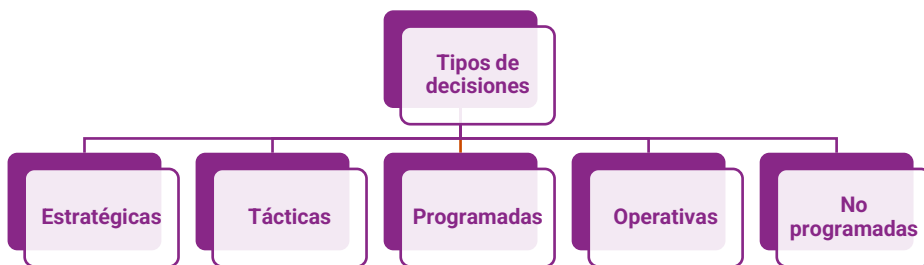 Tipos de
decisiones
Estratégicas
Tácticas
Programadas
Operativas
No
programadas